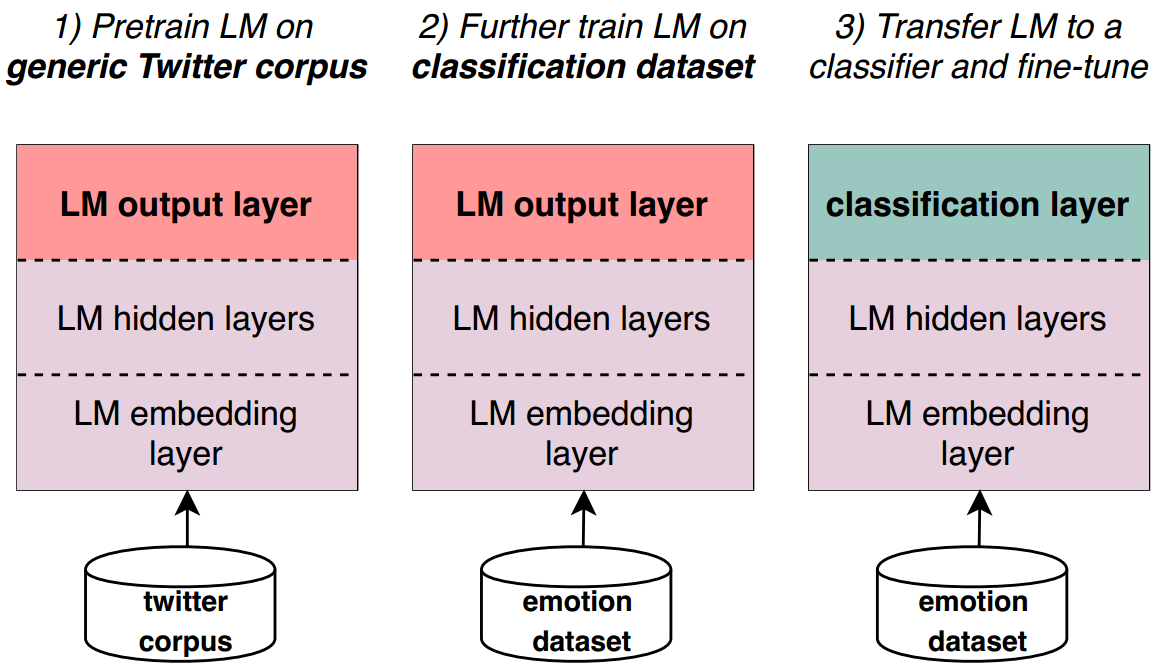 1) Pretrain LM on
generic Twitter corpus
2) Further train LM on
classification dataset
3) Transfer LM to a
classifier and fine-tune
LM output layer
LM hidden layers
LM embedding
layer
twitter
corpus
LM output layer
LM hidden layers
LM embedding
layer
emotion
dataset
classification layer
LM hidden layers
LM embedding
layer
emotion
dataset